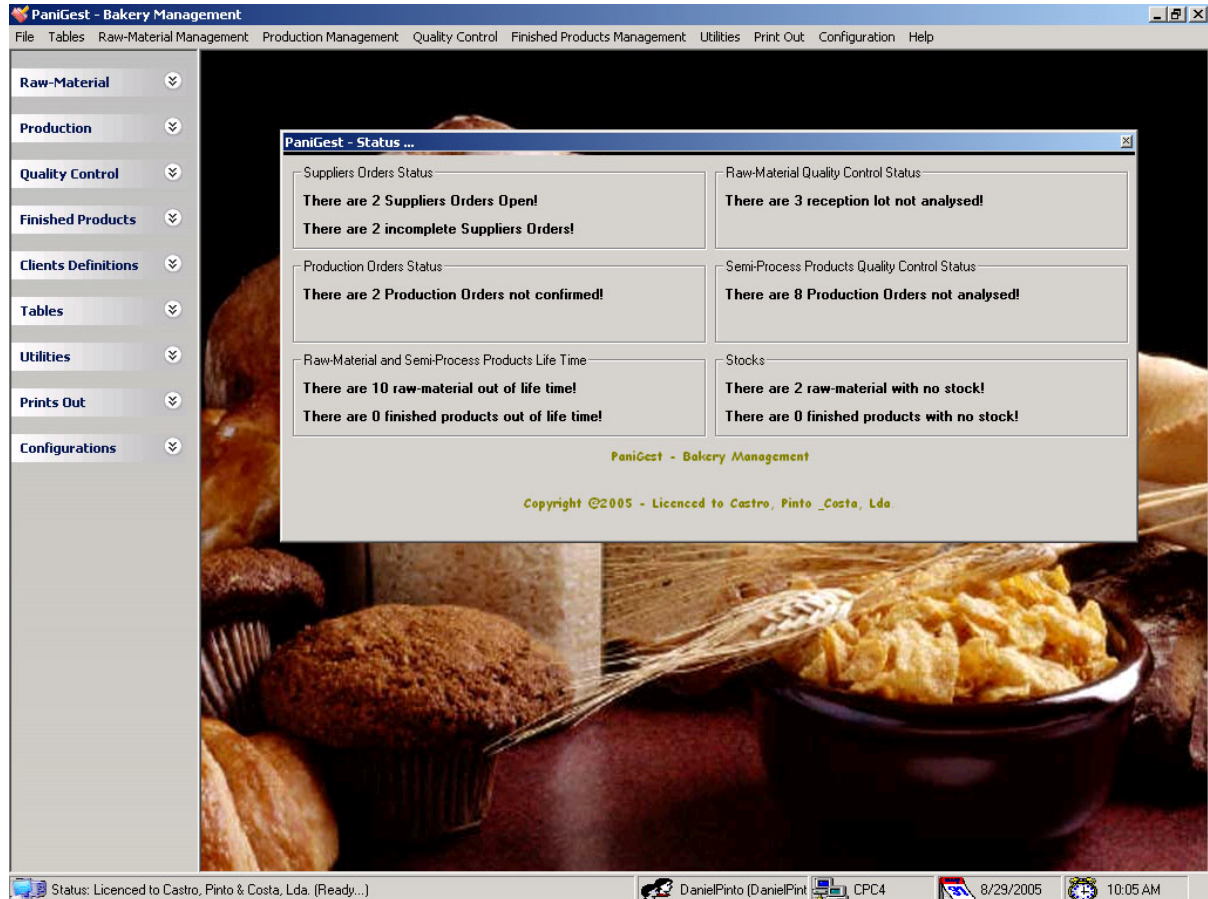 PaniGest - Bakery Management
File Tables Raw-Material Management Production Management Quality Control Finished Products Management Utilities Print Out Configuration Help
Raw-Material
Production
Quality Control
Finished Products
Clients Definitions
Tables
Utilities
Prints Out
Configurations
PaniGest - Status ...
Suppliers Orders Status
There are 2 Suppliers Orders Open!
There are 2 incomplete Suppliers Orders!
Raw-Material Quality Control Status
There are 3 reception lot not analysed!
Production Orders Status
There are 2 Production Orders not confirmed!
Semi-Process Products Quality Control Status
There are 8 Production Orders not analysed!
Raw-Material and Semi-Process Products Life Time
There are 10 raw-material out of life time!
There are 0 finished products out of life time!
Stocks
There are 2 raw-material with no stock!
There are 0 finished products with no stock!
PaniGest - Bakery Management
Copyright ©2005 - Licenced to Castro, Pinto _Costa, Lda.
Status: Licenced to Castro, Pinto & Costa, Lda. (Ready...)
DanielPinto (DanielPint
CPC4
8/29/2005
10:05 AM